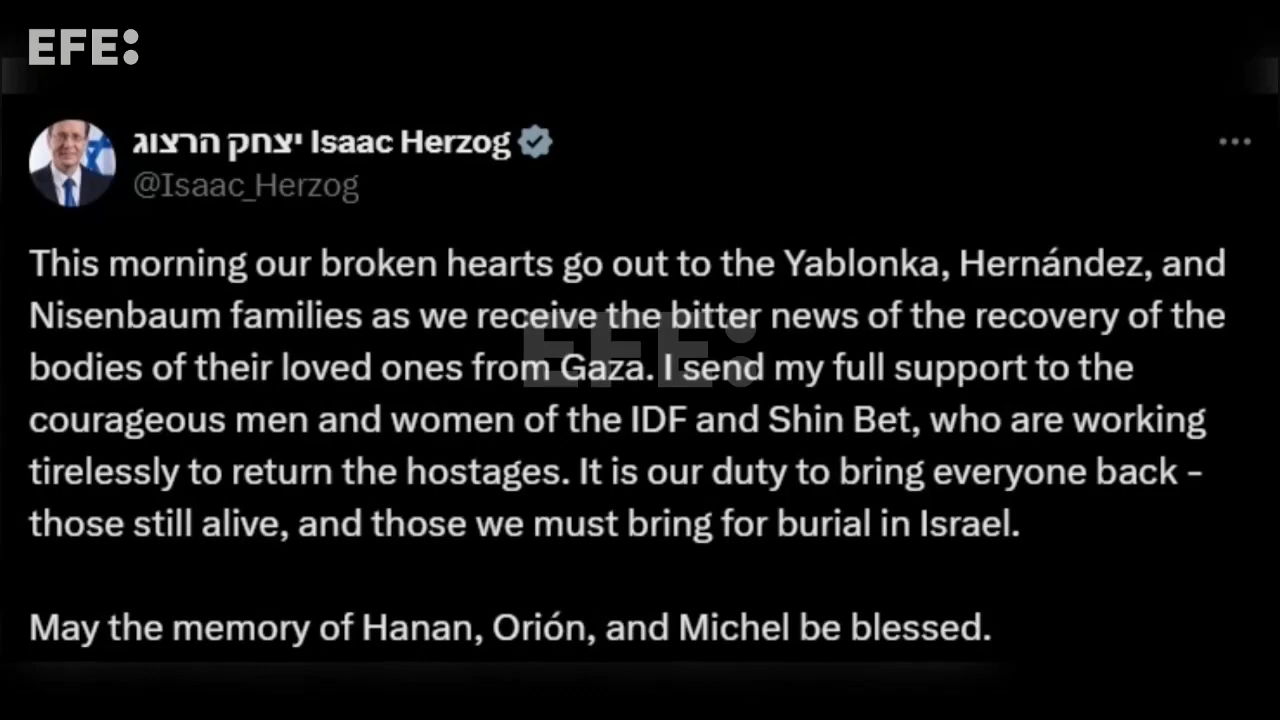 EFE:
יצחק הרצוג Isaac Herzog
@Isaac_Herzog
This morning our broken hearts go out to the Yablonka, Hernández, and
Nisenbaum families as we receive the bitter news of the recovery of the
bodies of their loved ones from Gaza. I send my full support to the
courageous men and women of the IDF and Shin Bet, who are working
tirelessly to return the hostages. It is our duty to bring everyone back -
those still alive, and those we must bring for burial in Israel.
May the memory of Hanan, Orión, and Michel be blessed.
EFE: